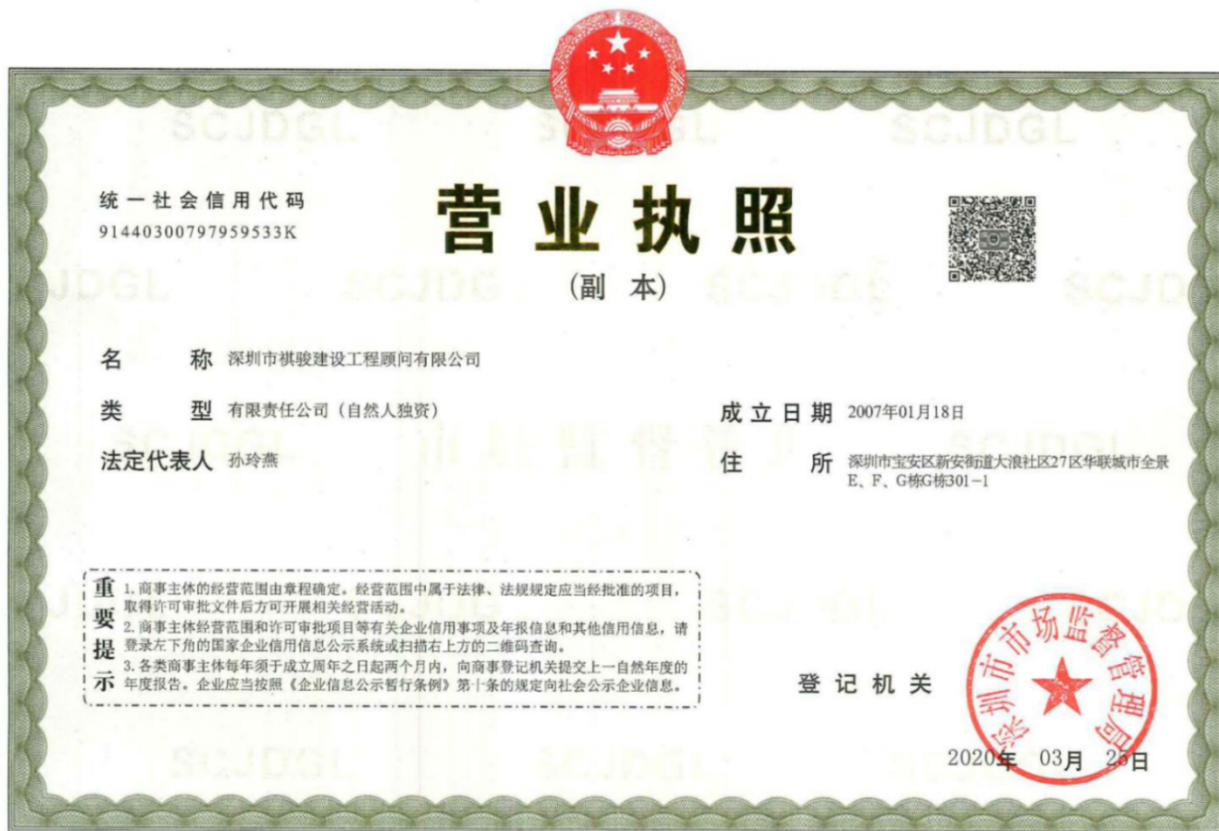 统一社会信用代码
91440300797959533K
营业执照
(副 本)
名 称 深圳市祺骏建设工程顾问有限公司
类 型 有限责任公司（自然人独资）
法定代表人 孙玲燕
成立日期 2007年01月18日
住 所 深圳市宝安区新安街道大浪社区27区华联城市全景
E、F、G栋G栋301-1
重要提示
1. 商事主体的经营范围由章程确定。经营范围中属于法律、法规规定应当经批准的项目，
取得许可审批文件后方可开展相关经营活动。
2. 商事主体经营范围和许可审批项目等有关企业信用事项及年报信息和其他信用信息，请
登录左下角的国家企业信用信息公示系统或扫描右上方的二维码查询。
3. 各类商事主体每年须于成立周年之日起两个月内，向商事登记机关提交上一自然年度的
年度报告。企业应当按照《企业信息公示暂行条例》第十条的规定向社会公示企业信息。
登记机关
深圳市市场监督管理局
2020年 03月 25日
SCJDGL